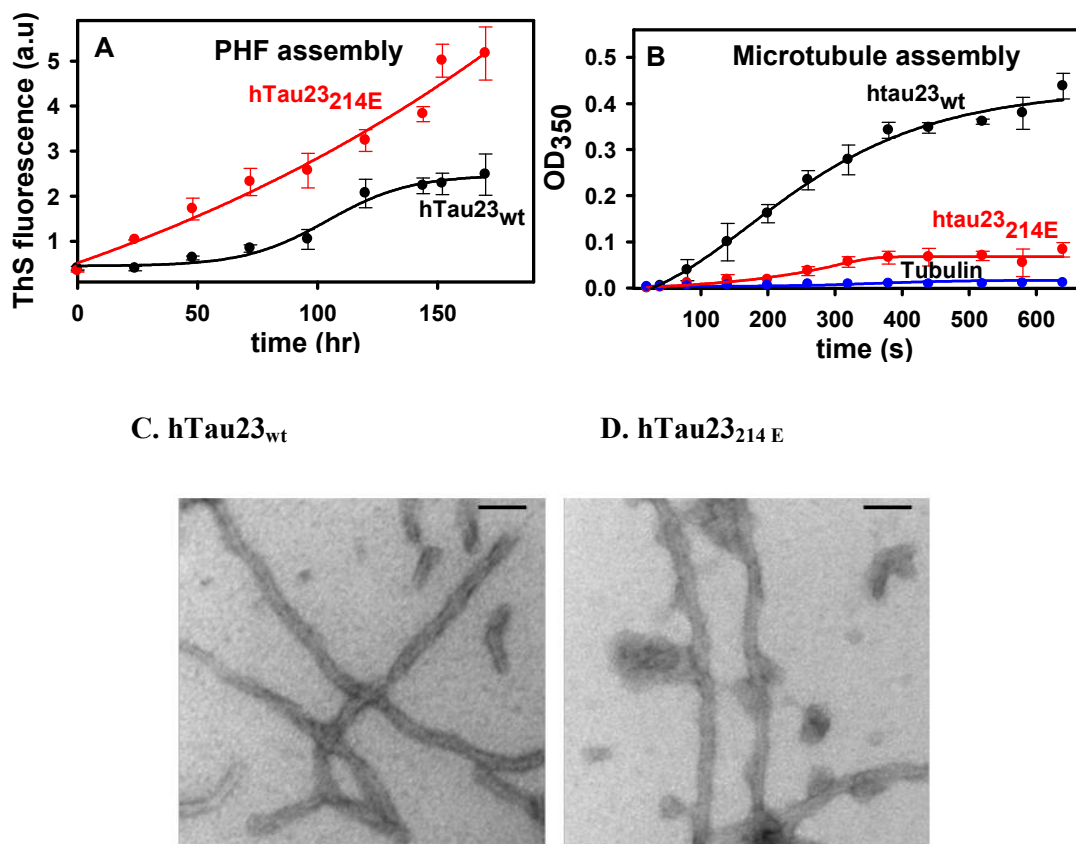 A
PHF assembly
ThS fluorescence (a.u
5
4
3
2
1
hTau23214E
hTau23wt
0
50
100
150
time (hr)
B
Microtubule assembly
OD350
0.5
0.4
0.3
0.2
0.1
0.0
htau23wt
htau23214E
Tubulin
100
200
300
400
500
600
time (s)
C. hTau23wt
D. hTau23214 E